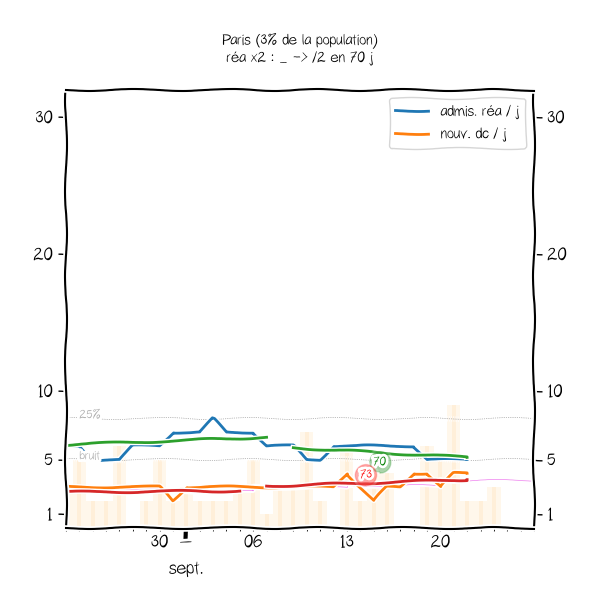 Paris (3% de la population)
réa x2 : _ -> /2 en 70 j
admis. réa / j
nouv. dc / j
30
30
20
20
10
10
25%
bruit
5
5
70
73
1
1
30
06
13
20
sept.